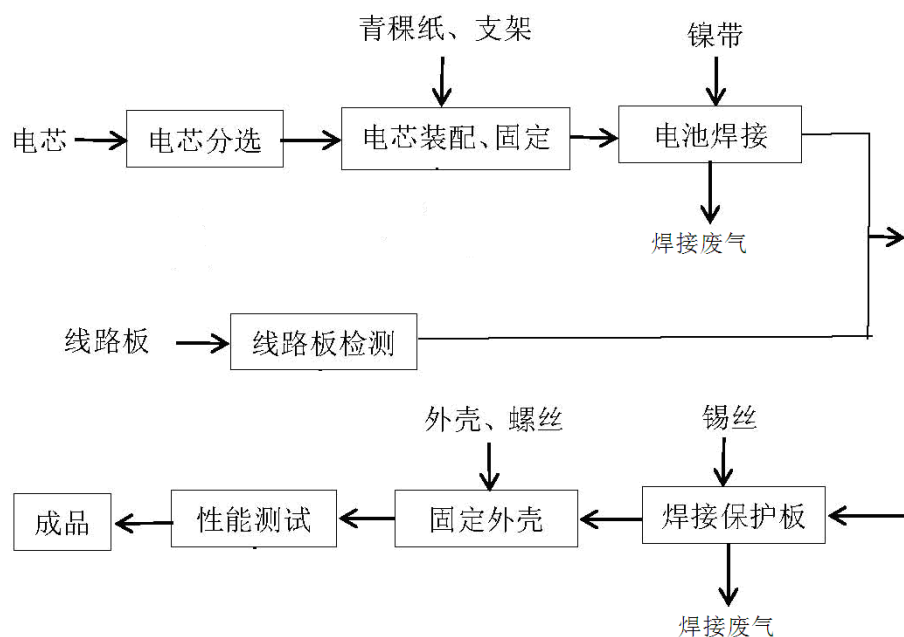 青稞纸、支架
镍带
电芯
电芯分选
电芯装配、固定
电池焊接
焊接废气
线路板
线路板检测
外壳、螺丝
锡丝
成品
性能测试
固定外壳
焊接保护板
焊接废气